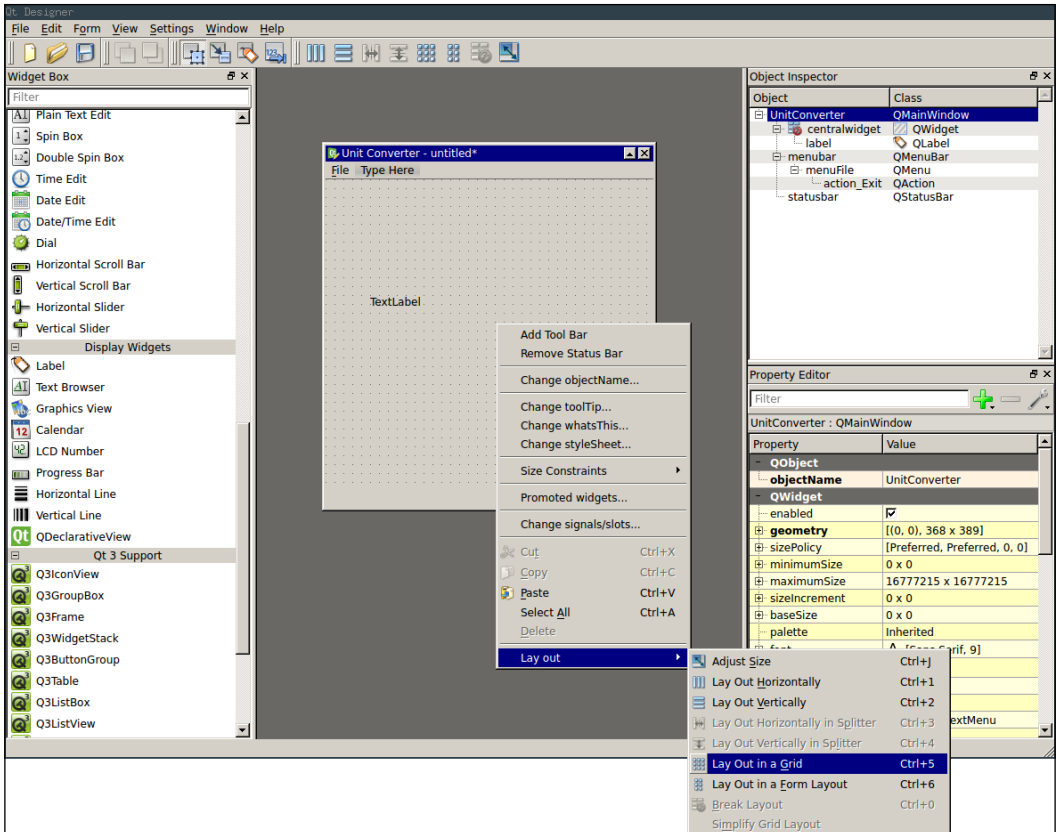 Qt Designer
File Edit Form View Settings Window Help
Widget Box
Filter
Plain Text Edit
Spin Box
Double Spin Box
Time Edit
Date Edit
Date/Time Edit
Dial
Horizontal Scroll Bar
Vertical Scroll Bar
Horizontal Slider
Vertical Slider
Display Widgets
Label
Text Browser
Graphics View
Calendar
LCD Number
Progress Bar
Horizontal Line
Vertical Line
QDeclarativeView
Qt 3 Support
Q3IconView
Q3GroupBox
Q3Frame
Q3WidgetStack
Q3ButtonGroup
Q3Table
Q3ListBox
Q3ListView
Unit Converter - untitled*
File Type Here
TextLabel
Add Tool Bar
Remove Status Bar
Change objectName...
Change toolTip...
Change whatsThis...
Change styleSheet...
Size Constraints
Promoted widgets...
Change signals/slots...
Cut Ctrl+X
Copy Ctrl+C
Paste Ctrl+V
Select All Ctrl+A
Delete
Lay out
Adjust Size Ctrl+J
Lay Out Horizontally Ctrl+1
Lay Out Vertically Ctrl+2
Lay Out Horizontally in Splitter Ctrl+3
Lay Out Vertically in Splitter Ctrl+4
Lay Out in a Grid Ctrl+5
Lay Out in a Form Layout Ctrl+6
Break Layout Ctrl+0
Simplify Grid Layout
Object Inspector
Object Class
UnitConverter QMainWindow
centralwidget QWidget
label QLabel
menubar QMenuBar
menuFile QMenu
action_Exit QAction
statusbar QStatusBar
Property Editor
Filter
UnitConverter : QMainWindow
Property Value
QObject
objectName UnitConverter
QWidget
enabled
geometry [(0, 0), 368 x 389]
sizePolicy [Preferred, Preferred, 0, 0]
minimumSize 0 x 0
maximumSize 16777215 x 16777215
sizeIncrement 0 x 0
baseSize 0 x 0
palette Inherited